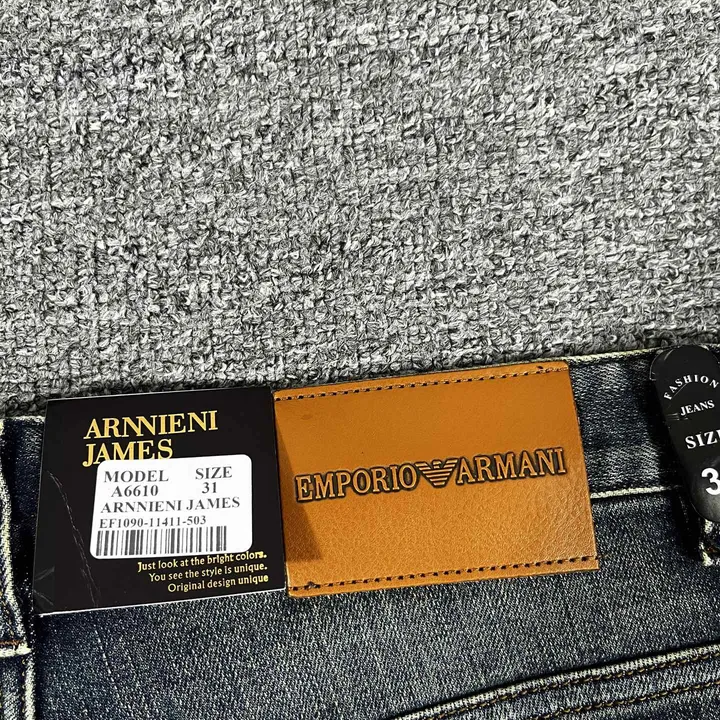 ARNNIENI
JAMES
MODEL SIZE
A6610 31
ARNNIENI JAMES
EF1090-11411-503
Just look at the bright colors.
You see the style is unique.
Original design unique
EMPORIO ARMANI
FASHION
JEANS
SIZE
3